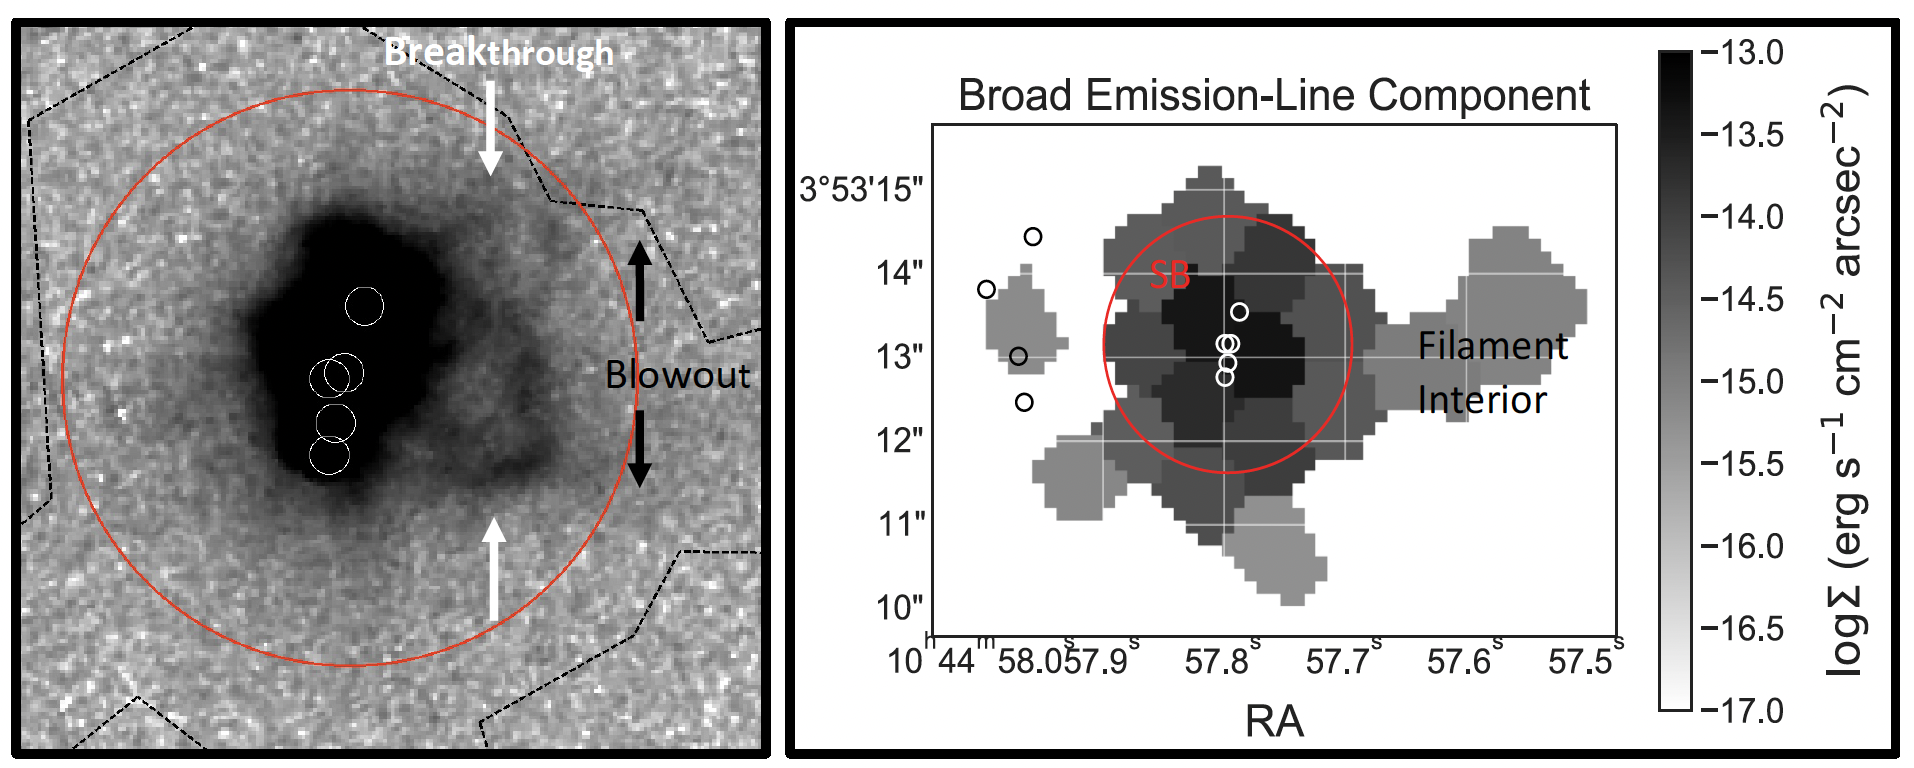 Breakthrough
Blowout
Broad Emission-Line Component
3°53'15"
14"
13"
12"
11"
10"
SB
Filament
Interior
10ʰ44ᵐ58.0ˢ
57.9ˢ
57.8ˢ
57.7ˢ
57.6ˢ
57.5ˢ
RA
−13.0
−13.5
−14.0
−14.5
−15.0
−15.5
−16.0
−16.5
−17.0
logΣ (erg s⁻¹ cm⁻² arcsec⁻²)